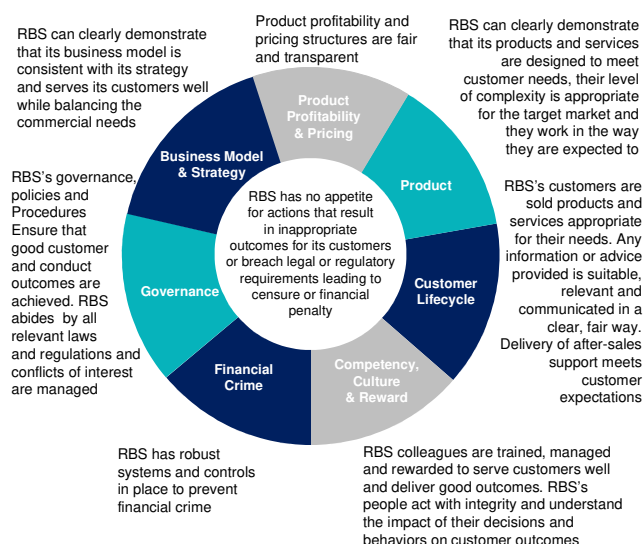 Product profitability and
pricing structures are fair
and transparent
RBS can clearly demonstrate
that its business model is
consistent with its strategy
and serves its customers well
while balancing the
commercial needs
RBS can clearly demonstrate
that its products and services
are designed to meet
customer needs, their level
of complexity is appropriate
for the target market and
they work in the way
they are expected to
Product
Profitability
& Pricing
Business Model
& Strategy
Product
RBS's governance,
policies and
Procedures
Ensure that
good customer
and conduct
outcomes are
achieved. RBS
abides by all
relevant laws
and regulations and
conflicts of interest
are managed
RBS has no appetite
for actions that result
in inappropriate
outcomes for its customers
or breach legal or regulatory
requirements leading to
censure or financial
penalty
RBS's customers are
sold products and
services appropriate
for their needs. Any
information or advice
provided is suitable,
relevant and
communicated in a
clear, fair way.
Delivery of after-sales
support meets
customer
expectations
Governance
Customer
Lifecycle
Financial
Crime
Competency,
Culture
& Reward
RBS has robust
systems and controls
in place to prevent
financial crime
RBS colleagues are trained, managed
and rewarded to serve customers well
and deliver good outcomes. RBS's
people act with integrity and understand
the impact of their decisions and
behaviors on customer outcomes